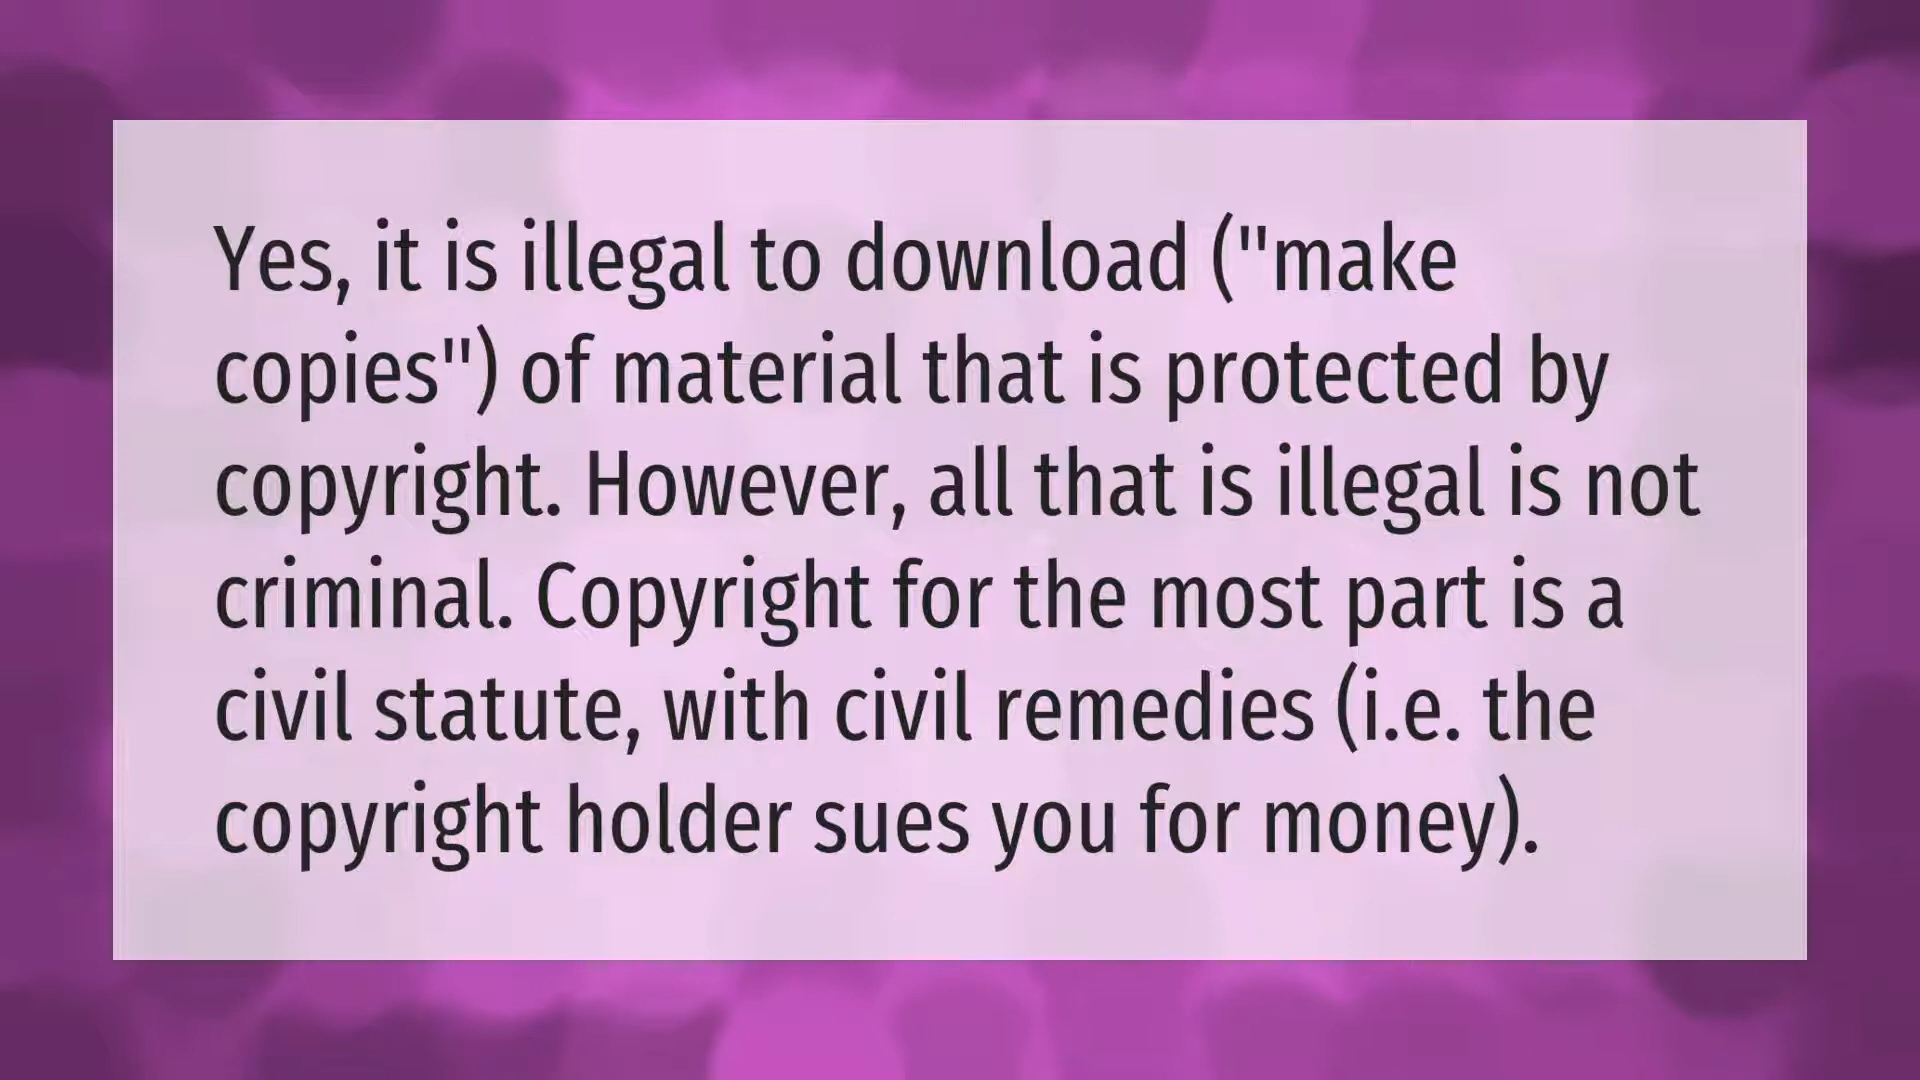 Yes, it is illegal to download ("make
copies") of material that is protected by
copyright. However, all that is illegal is not
criminal. Copyright for the most part is a
civil statute, with civil remedies (i.e. the
copyright holder sues you for money).